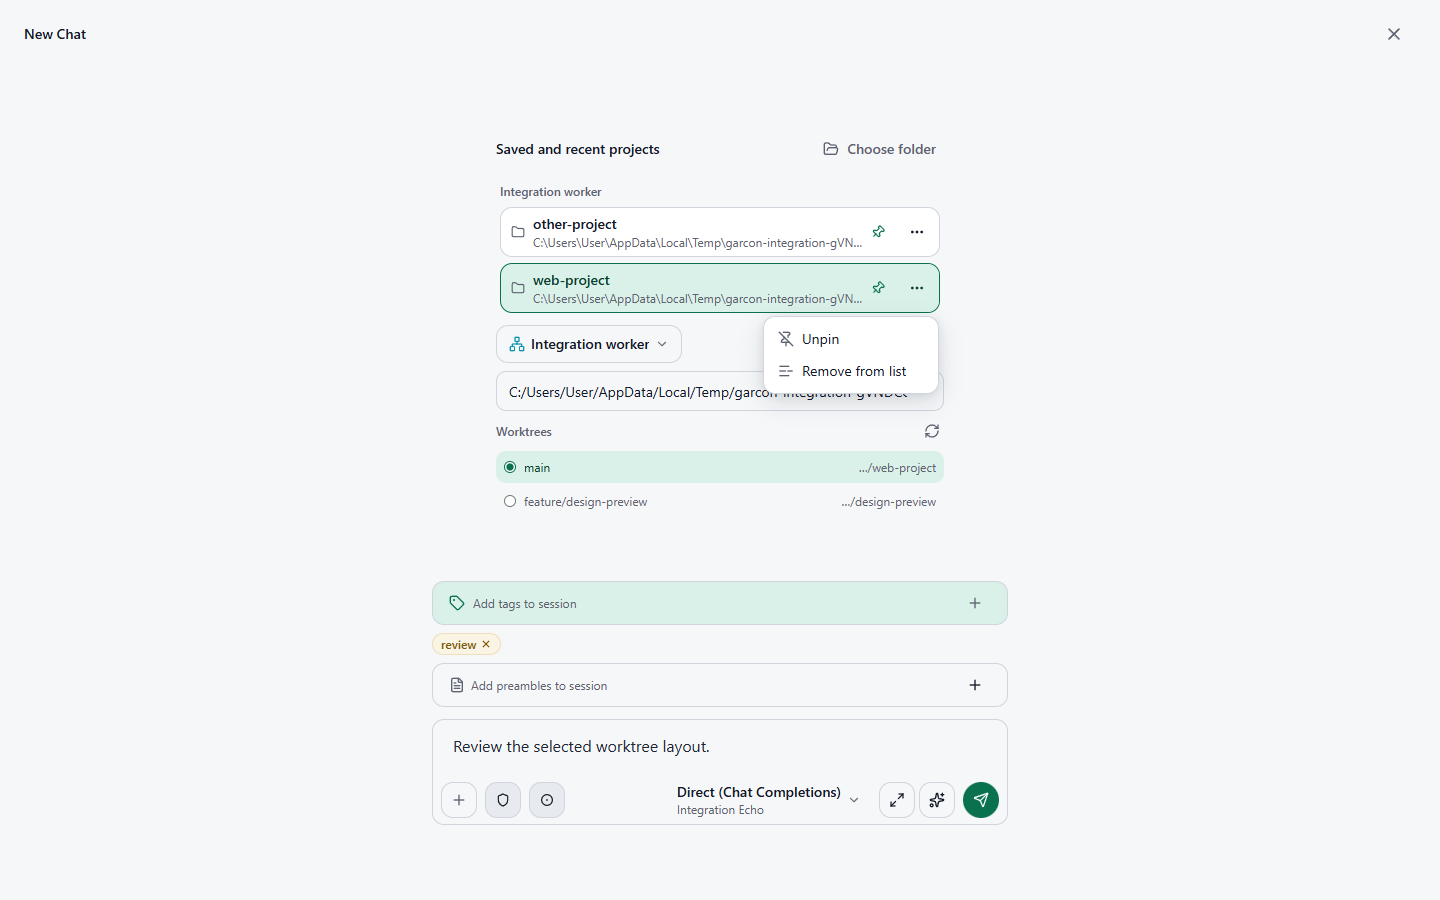 New Chat
Saved and recent projects
Choose folder
Integration worker
other-project
C:\Users\User\AppData\Local\Temp\garcon-integration-gVN...
web-project
C:\Users\User\AppData\Local\Temp\garcon-integration-gVN...
Unpin
Remove from list
Integration worker
C:/Users/User/AppData/Local/Temp/garcon-integration-gVNDCt
Worktrees
main
.../web-project
feature/design-preview
.../design-preview
Add tags to session
review
Add preambles to session
Review the selected worktree layout.
Direct (Chat Completions)
Integration Echo